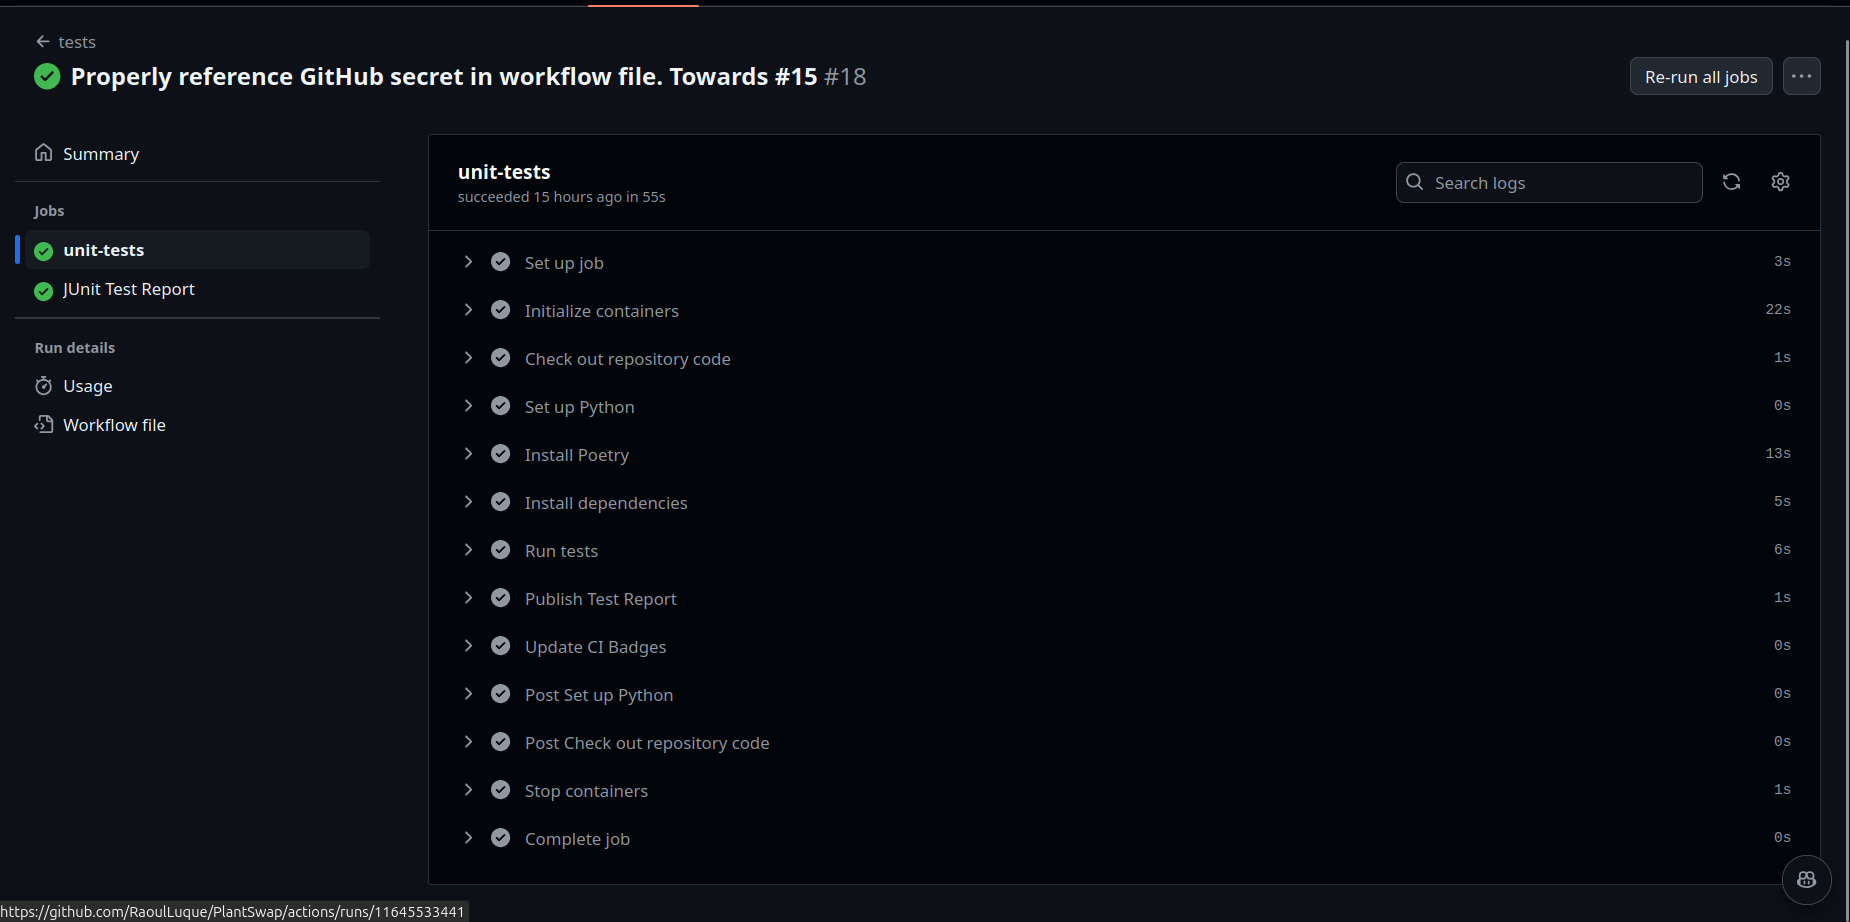 tests
Properly reference GitHub secret in workflow file. Towards #15 #18
Re-run all jobs
Summary
Jobs
unit-tests
JUnit Test Report
Run details
Usage
Workflow file
unit-tests
succeeded 15 hours ago in 55s
Search logs
Set up job 3s
Initialize containers 22s
Check out repository code 1s
Set up Python 0s
Install Poetry 13s
Install dependencies 5s
Run tests 6s
Publish Test Report 1s
Update CI Badges 0s
Post Set up Python 0s
Post Check out repository code 0s
Stop containers 1s
Complete job 0s
https://github.com/RaoulLuque/PlantSwap/actions/runs/11645533441